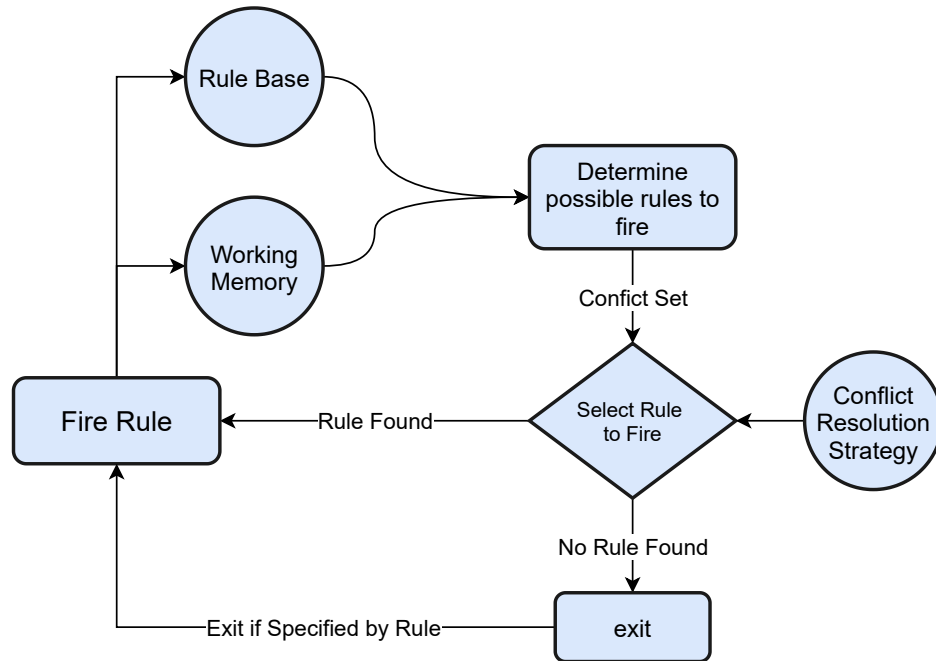 Rule Base
Determine
possible rules to
fire
Working
Memory
Confict Set
Fire Rule
Rule Found
Select Rule
to Fire
Conflict
Resolution
Strategy
No Rule Found
Exit if Specified by Rule
exit